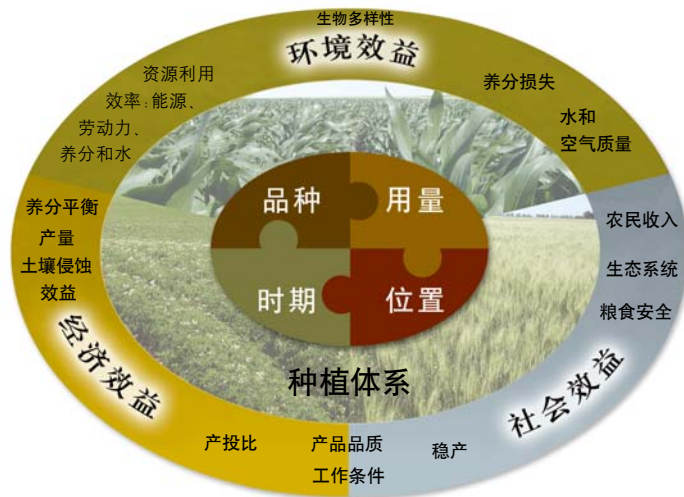 生物多样性
环境效益
资源利用
效率:能源、
劳动力、
养分和水
养分损失
水和
空气质量
品种
用量
时期
位置
养分平衡
产量
土壤侵蚀
效益
农民收入
生态系统
粮食安全
经济效益
种植体系
社会效益
产投比
产品品质
工作条件
稳产